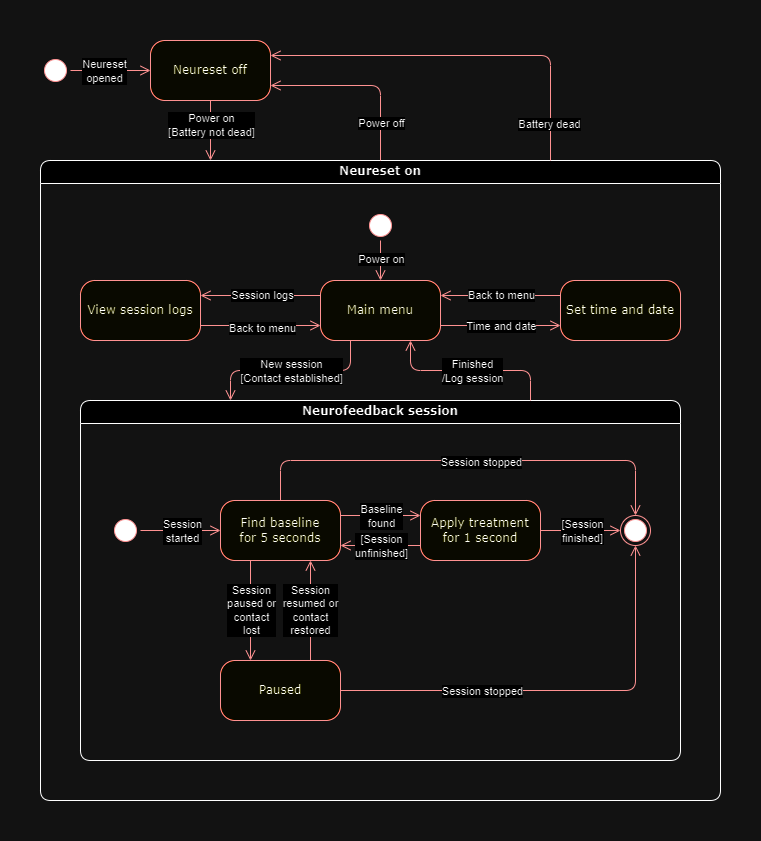 Neureset
opened
Neureset off
Power on
[Battery not dead]
Power off
Battery dead
Neureset on
Power on
View session logs
Session logs
Back to menu
Main menu
Back to menu
Time and date
Set time and date
New session
[Contact established]
Finished
/Log session
Neurofeedback session
Session stopped
Session
started
Find baseline
for 5 seconds
Baseline
found
[Session
unfinished]
Apply treatment
for 1 second
[Session
finished]
Session
paused or
contact
lost
Session
resumed or
contact
restored
Paused
Session stopped